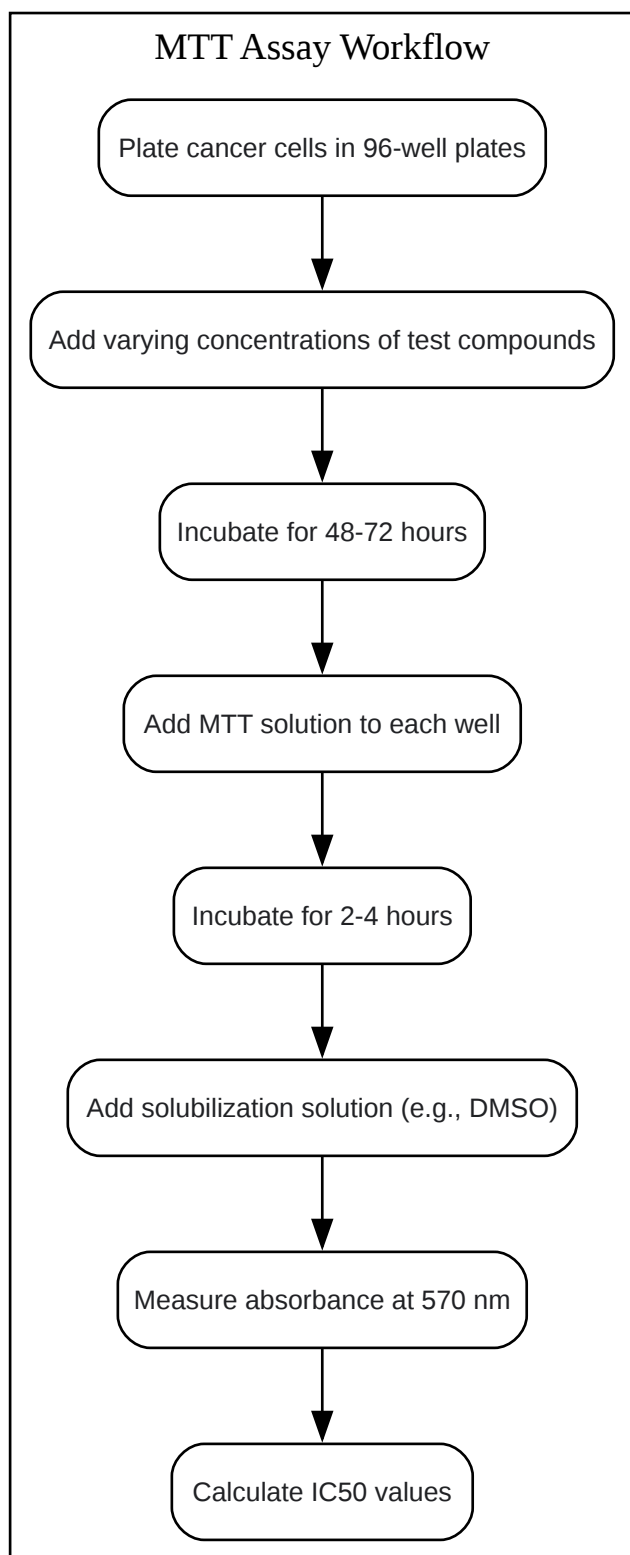 MTT Assay Workflow
Plate cancer cells in 96-well plates
Add varying concentrations of test compounds
Incubate for 48-72 hours
Add MTT solution to each well
Incubate for 2-4 hours
Add solubilization solution (e.g., DMSO)
Measure absorbance at 570 nm
Calculate IC50 values